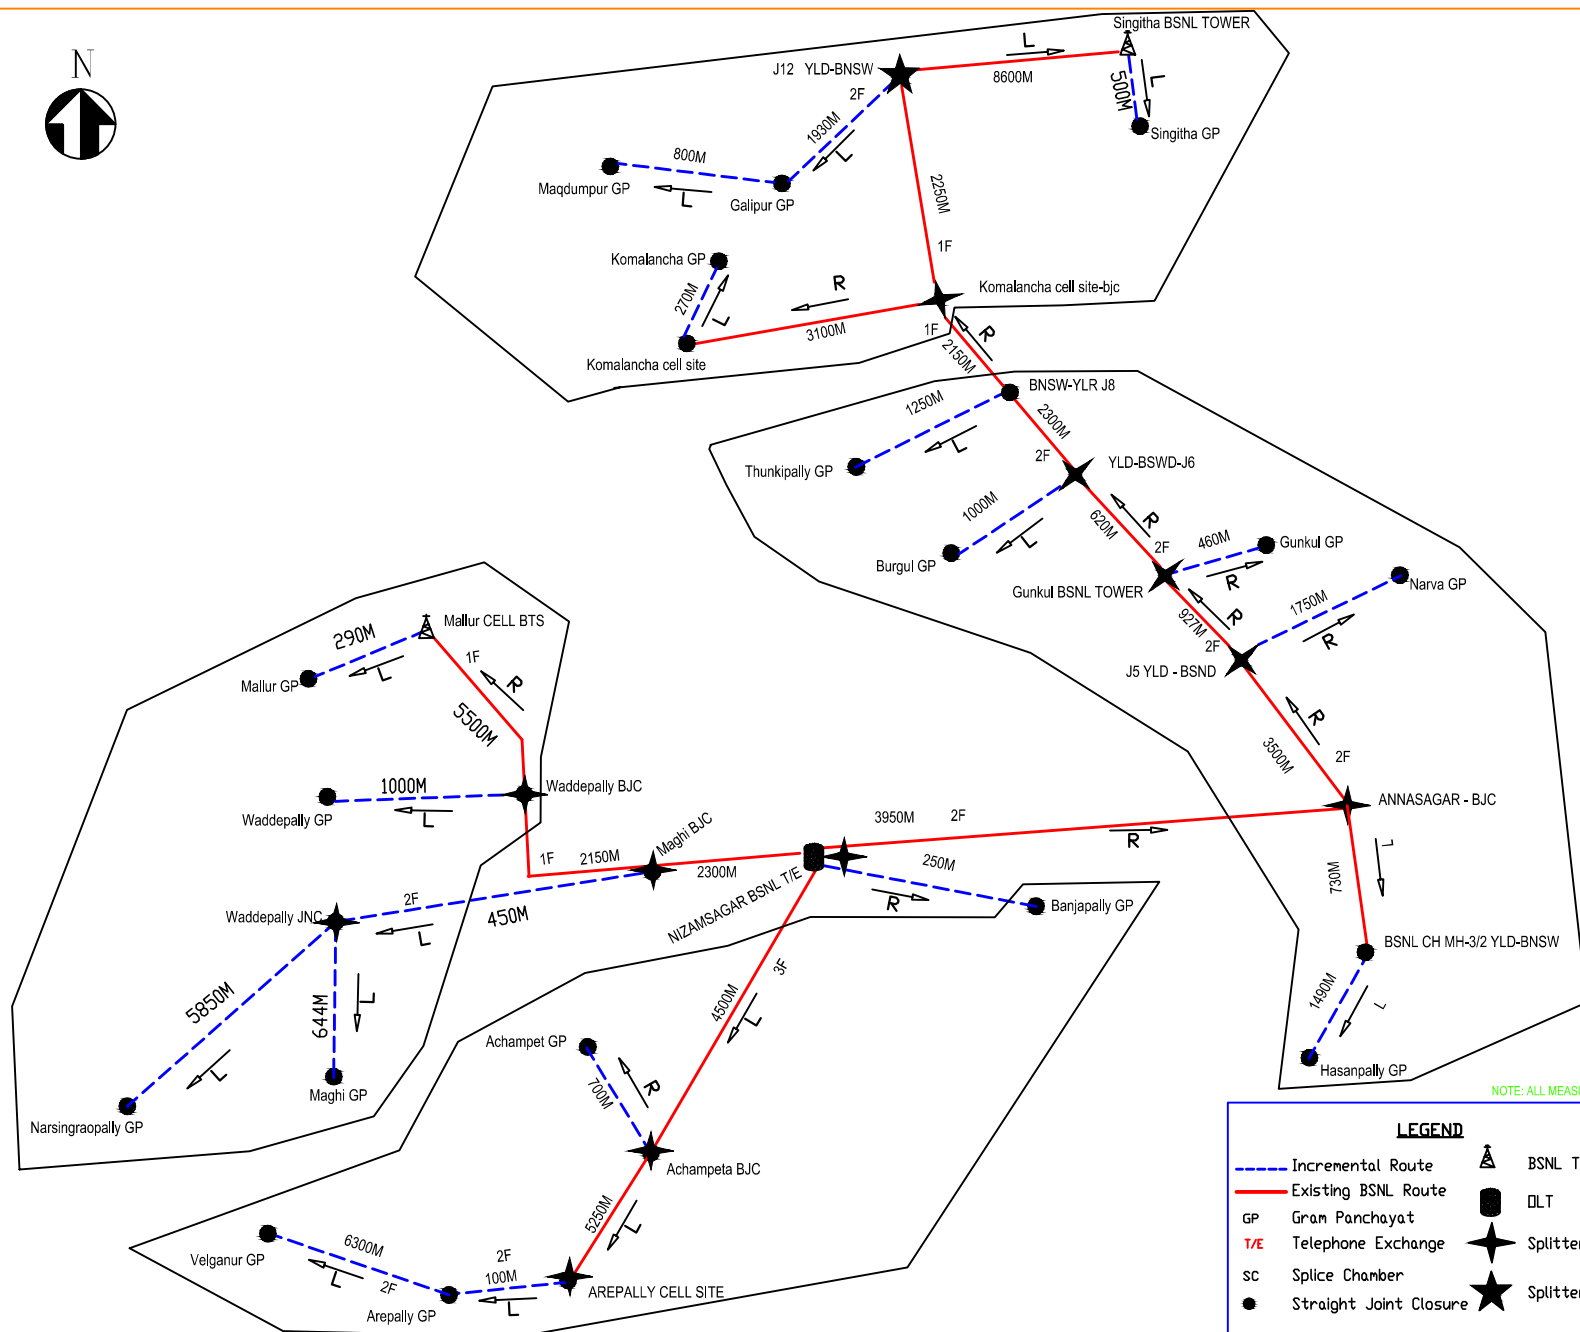 Singitha BSNL TOWER
N
L
J12 YLD-BNSW
8600M
500M
L
2F
1930M
L
Singitha GP
800M
Maqdumpur GP
L
Galipur GP
2250M
1F
Komalancha GP
270M
L
R
Komalancha cell site-bjc
3100M
1F
Komalancha cell site
2150M
R
BNSW-YLR J8
1250M
L
2300M
Thunkipally GP
2F
YLD-BSWD-J6
1000M
L
620M
R
Burgul GP
2F
460M
Gunkul GP
R
Gunkul BSNL TOWER
Narva GP
1750M
R
927M
R
2F
J5 YLD - BSND
Mallur CELL BTS
290M
L
1F
R
Mallur GP
5500M
R
3500M
2F
Waddepally BJC
1000M
L
Waddepally GP
ANNASAGAR - BJC
3950M
2F
R
Maghi BJC
1F
2150M
2300M
250M
R
NIZAMSAGAR BSNL T/E
L
730M
2F
Waddepally JNC
450M
L
Banjapally GP
BSNL CH MH-3/2 YLD-BNSW
5850M
L
644M
L
3F
4500M
L
1490M
L
Achampet GP
700M
R
Hasanpally GP
Maghi GP
Narsingraopally GP
NOTE: ALL MEASU
Achampeta BJC
5250M
L
Velganur GP
6300M
L
2F
2F
100M
L
AREPALLY CELL SITE
Arepally GP
LEGEND
Incremental Route
BSNL T
Existing BSNL Route
OLT
GP Gram Panchayat
T/E Telephone Exchange
Splitter
SC Splice Chamber
Straight Joint Closure
Splitter